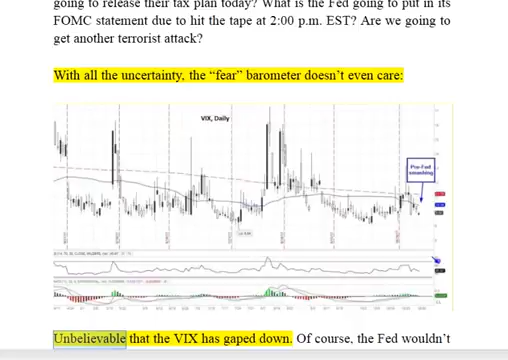 going to release their tax plan today? What is the Fed going to put in its
FOMC statement due to hit the tape at 2:00 p.m. EST? Are we going to
get another terrorist attack?
With all the uncertainty, the “fear” barometer doesn’t even care:
VIX, Daily
Pre-Fed
smashing
Unbelievable that the VIX has gaped down. Of course, the Fed wouldn’t